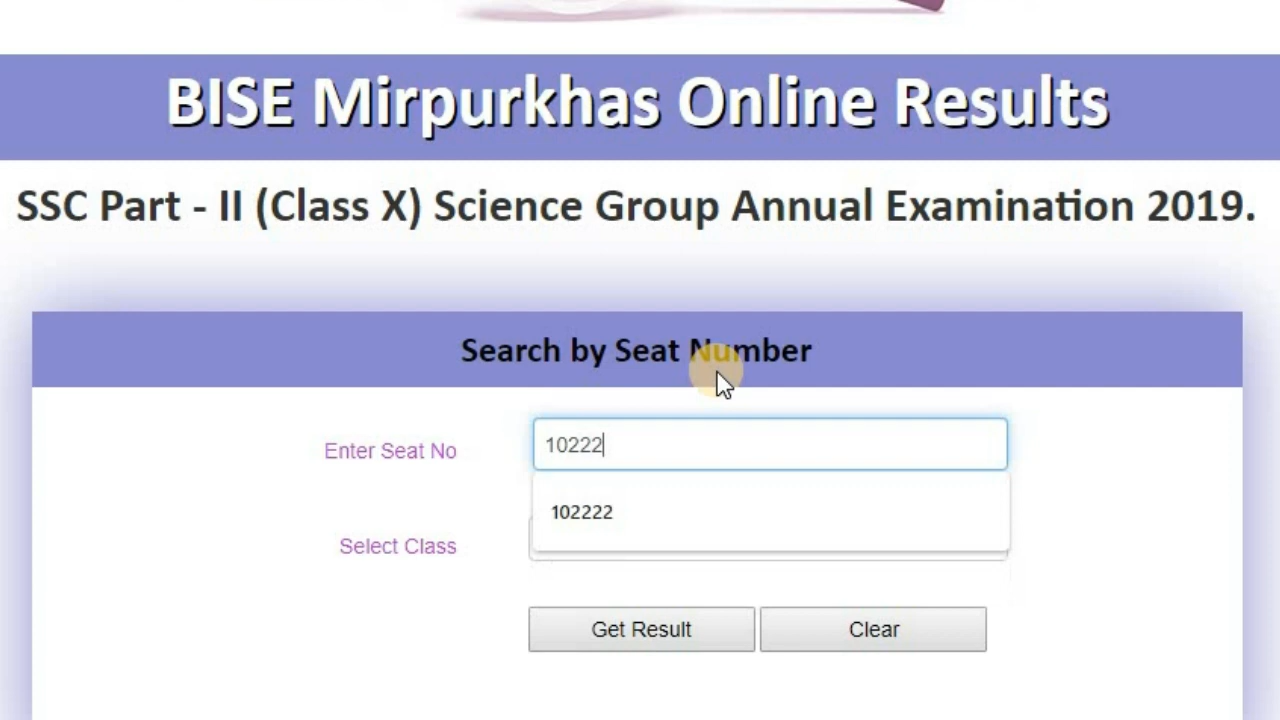 BISE Mirpurkhas Online Results
SSC Part - II (Class X) Science Group Annual Examination 2019.
Search by Seat Number
Enter Seat No
10222
102222
Select Class
Get Result
Clear